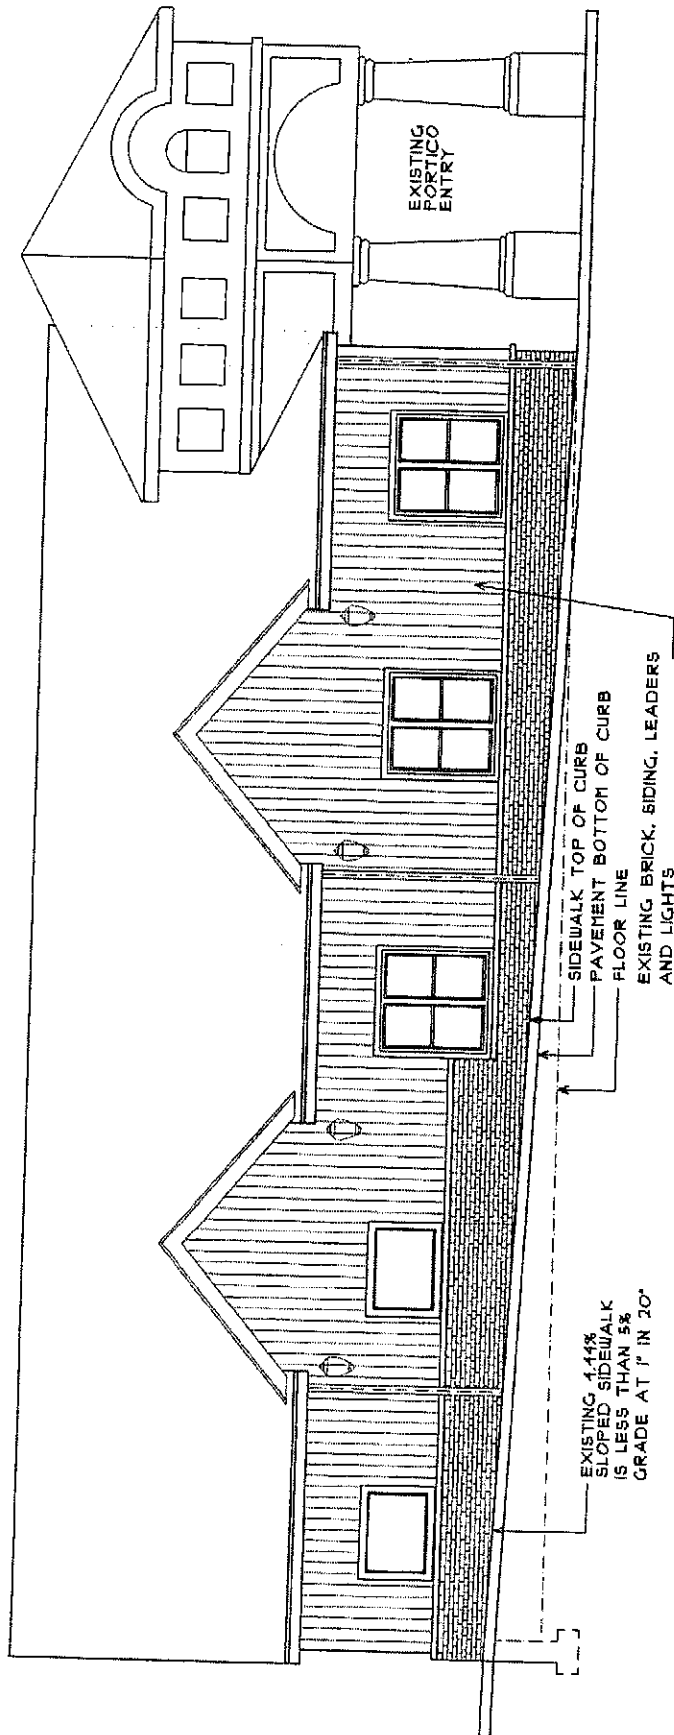 EXISTING
PORTICO
ENTRY
SIDEWALK TOP OF CURB
PAVEMENT BOTTOM OF CURB
FLOOR LINE
EXISTING BRICK, SIDING, LEADERS
AND LIGHTS
EXISTING 4.44%
SLOPED SIDEWALK
IS LESS THAN 5%
GRADE AT 1" IN 20"